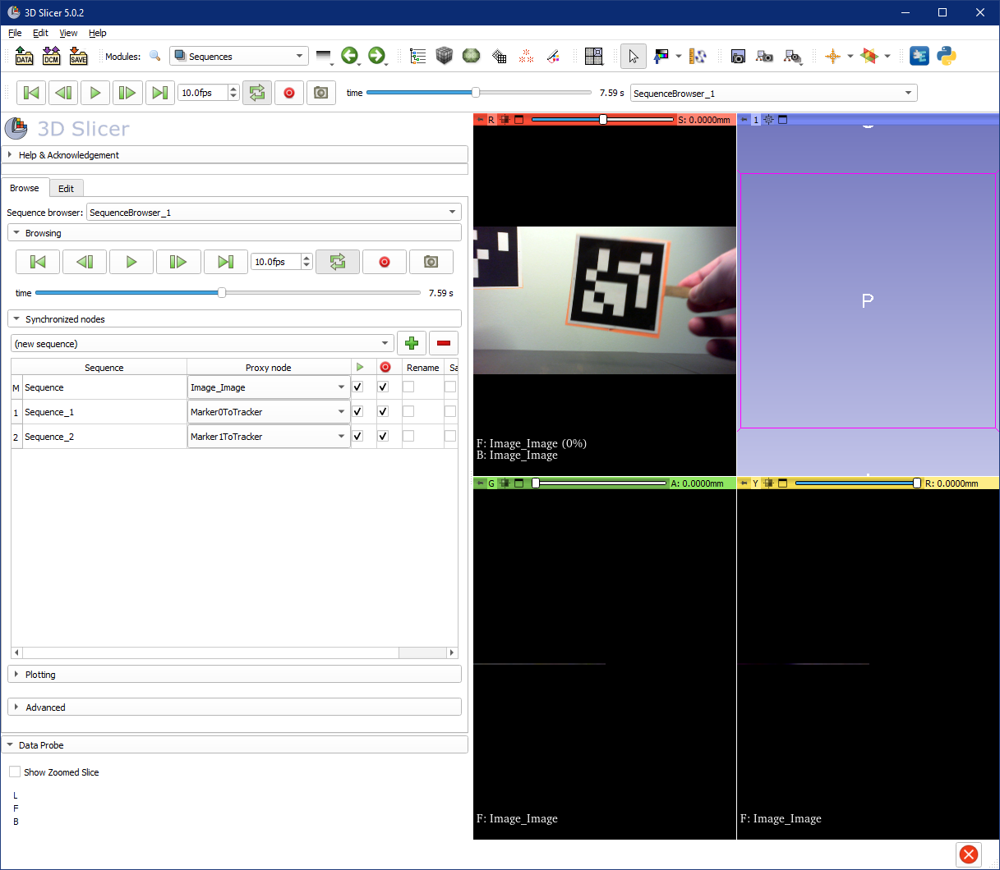 3D Slicer 5.0.2
File Edit View Help
DATA DCM SAVE Modules: Sequences
10.0fps time 7.59 s SequenceBrowser_1
3D Slicer
Help & Acknowledgement
Browse Edit
Sequence browser: SequenceBrowser_1
Browsing
10.0fps
time 7.59 s
Synchronized nodes
(new sequence)
Sequence Proxy node Rename Sa
M Sequence Image_Image
1 Sequence_1 Marker0ToTracker
2 Sequence_2 Marker1ToTracker
Plotting
Advanced
Data Probe
Show Zoomed Slice
L
F
B
R S: 0.0000mm
F: Image_Image (0%)
B: Image_Image
1
P
G A: 0.0000mm
F: Image_Image
Y R: 0.0000mm
F: Image_Image